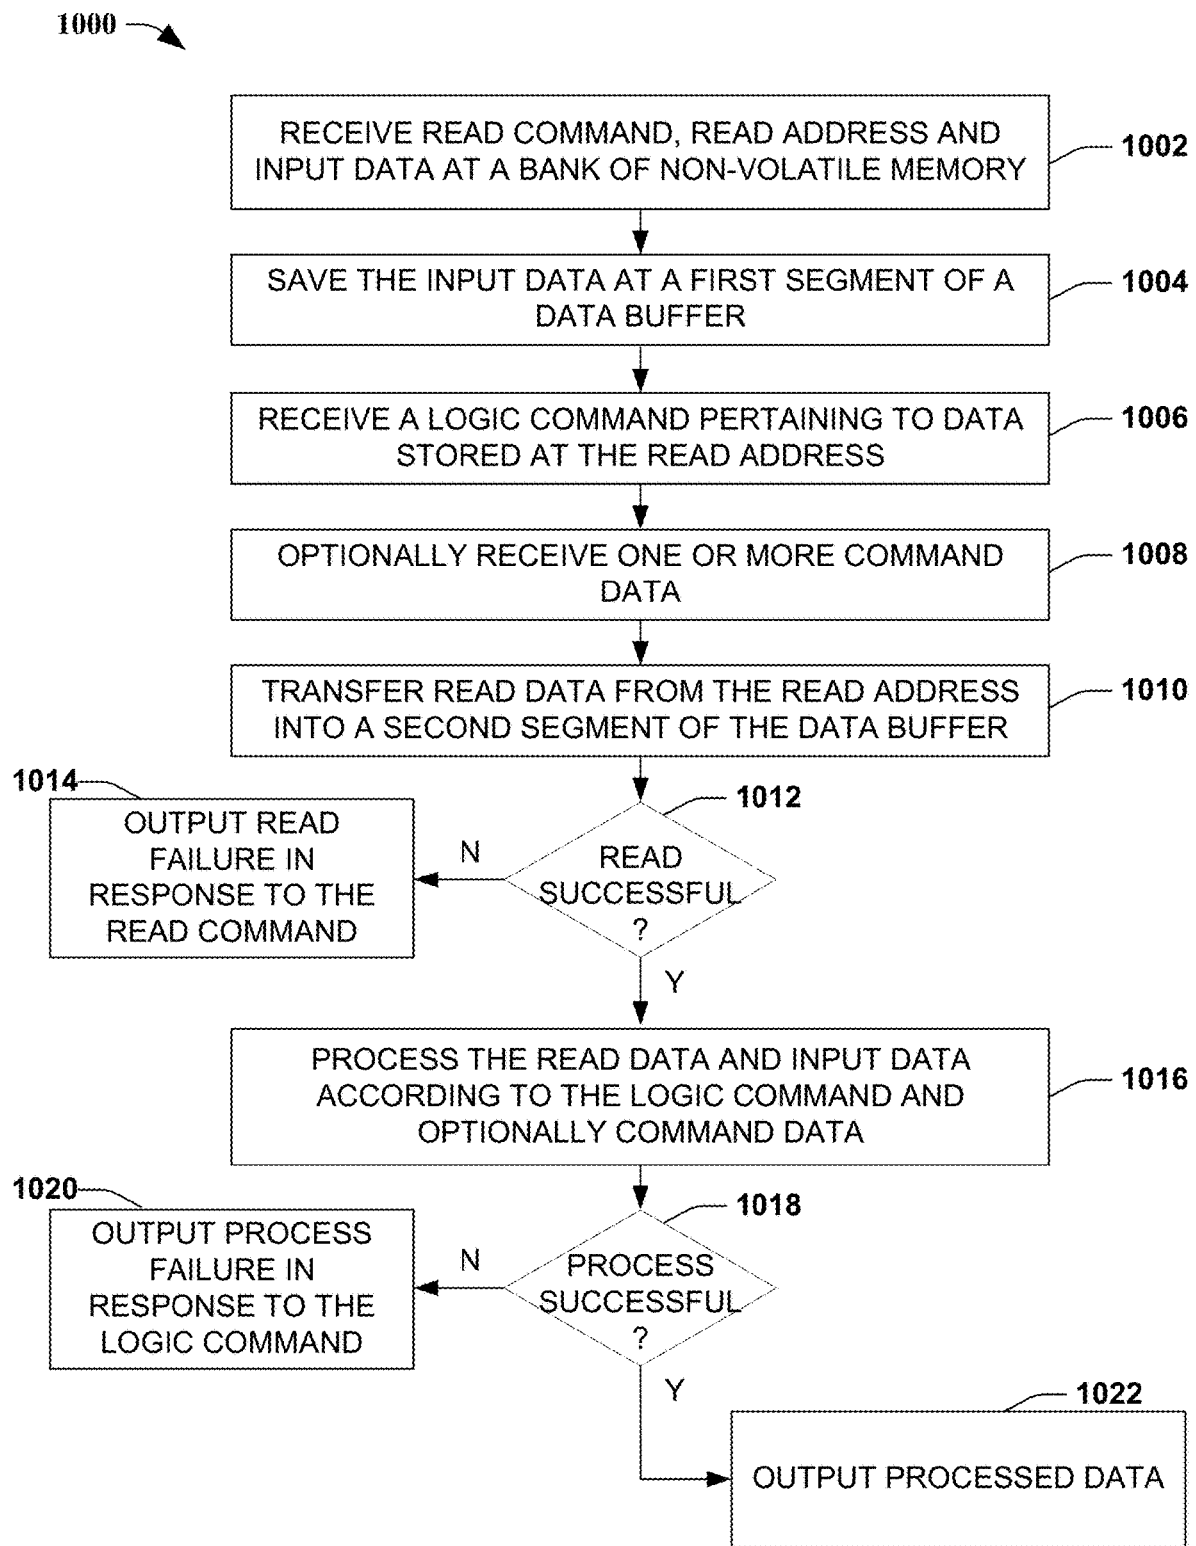 1000
RECEIVE READ COMMAND, READ ADDRESS AND
INPUT DATA AT A BANK OF NON-VOLATILE MEMORY
1002
SAVE THE INPUT DATA AT A FIRST SEGMENT OF A
DATA BUFFER
1004
RECEIVE A LOGIC COMMAND PERTAINING TO DATA
STORED AT THE READ ADDRESS
1006
OPTIONALLY RECEIVE ONE OR MORE COMMAND
DATA
1008
TRANSFER READ DATA FROM THE READ ADDRESS
INTO A SECOND SEGMENT OF THE DATA BUFFER
1010
1012
READ
SUCCESSFUL
?
N
1014
OUTPUT READ
FAILURE IN
RESPONSE TO THE
READ COMMAND
Y
PROCESS THE READ DATA AND INPUT DATA
ACCORDING TO THE LOGIC COMMAND AND
OPTIONALLY COMMAND DATA
1016
1018
PROCESS
SUCCESSFUL
?
N
1020
OUTPUT PROCESS
FAILURE IN
RESPONSE TO THE
LOGIC COMMAND
Y
1022
OUTPUT PROCESSED DATA